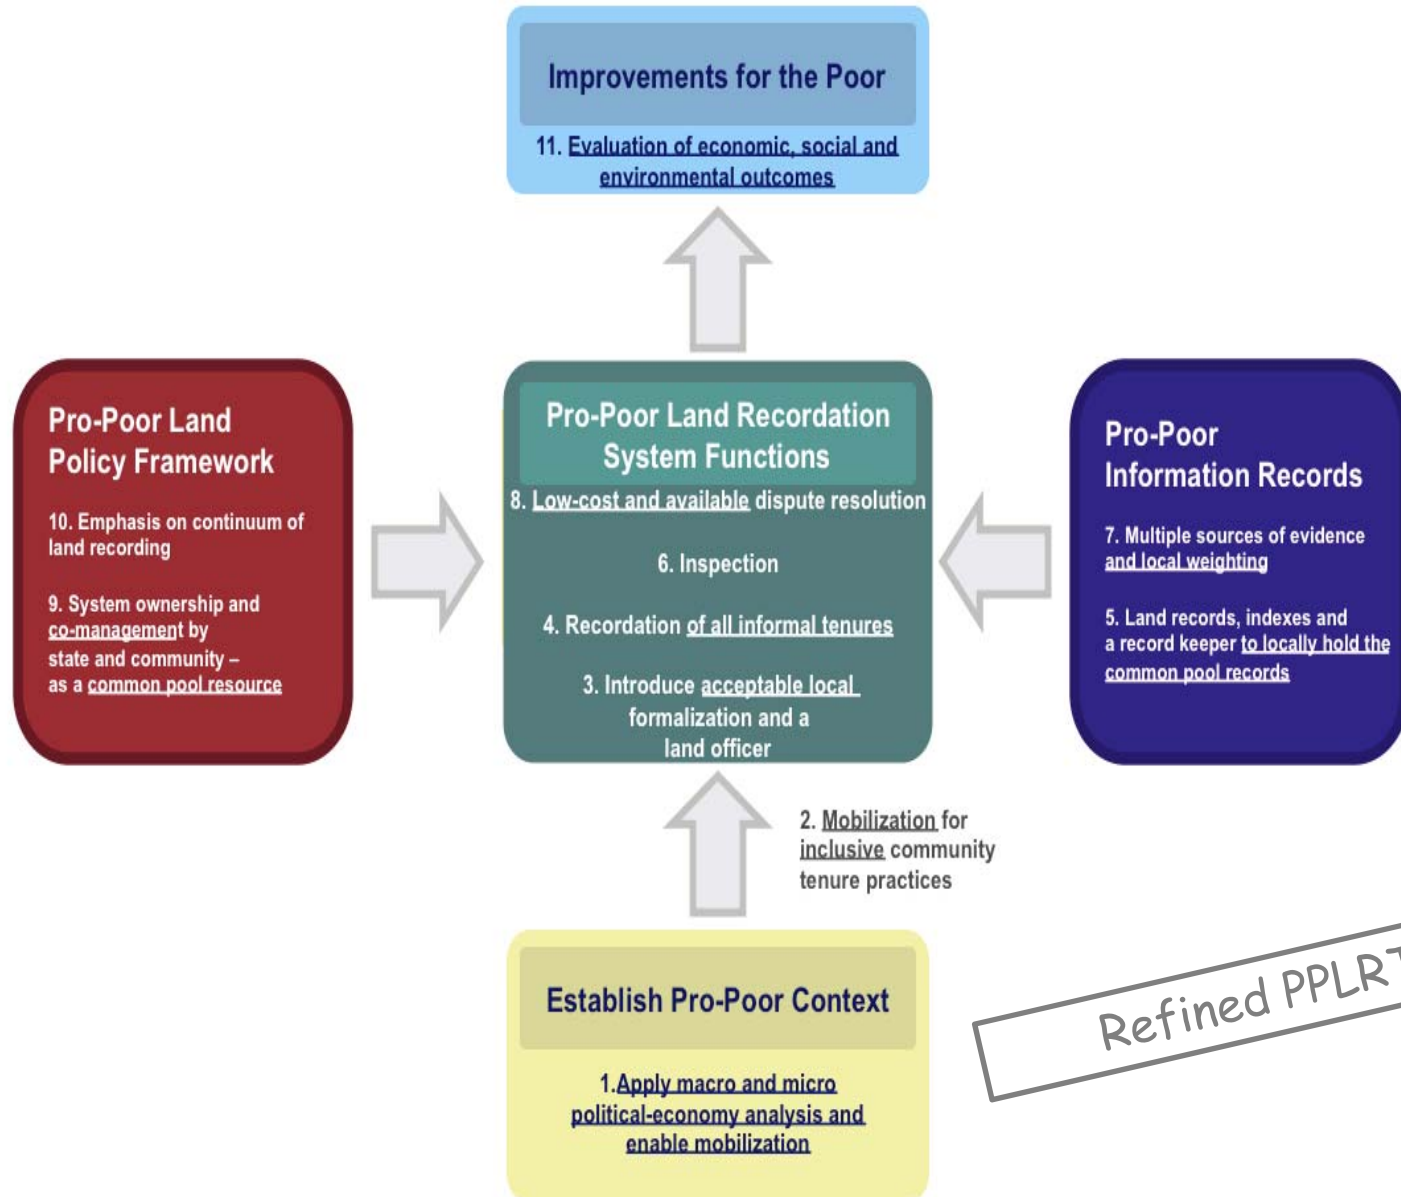 Improvements for the Poor
11. Evaluation of economic, social and
environmental outcomes
Pro-Poor Land
Policy Framework
10. Emphasis on continuum of
land recording
9. System ownership and
co-management by
state and community –
as a common pool resource
Pro-Poor Land Recordation
System Functions
8. Low-cost and available dispute resolution
6. Inspection
4. Recordation of all informal tenures
3. Introduce acceptable local
formalization and a
land officer
Pro-Poor
Information Records
7. Multiple sources of evidence
and local weighting
5. Land records, indexes and
a record keeper to locally hold the
common pool records
2. Mobilization for
inclusive community
tenure practices
Establish Pro-Poor Context
1.Apply macro and micro
political-economy analysis and
enable mobilization
Refined PPLRT